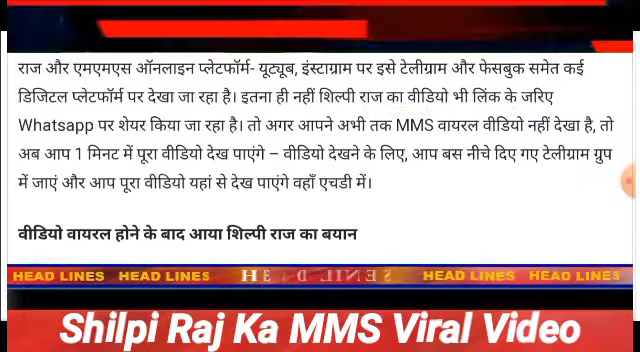 राज और एमएमएस ऑनलाइन प्लेटफॉर्म- यूट्यूब, इंस्टाग्राम पर इसे टेलीग्राम और फेसबुक समेत कई
डिजिटल प्लेटफॉर्म पर देखा जा रहा है। इतना ही नहीं शिल्पी राज का वीडियो भी लिंक के जरिए
Whatsapp पर शेयर किया जा रहा है। तो अगर आपने अभी तक MMS वायरल वीडियो नहीं देखा है, तो
अब आप 1 मिनट में पूरा वीडियो देख पाएंगे – वीडियो देखने के लिए, आप बस नीचे दिए गए टेलीग्राम ग्रुप
में जाएं और आप पूरा वीडियो यहां से देख पाएंगे वहाँ एचडी में।
वीडियो वायरल होने के बाद आया शिल्पी राज का बयान
HEAD LINES HEAD LINES HEAD LINES HEAD LINES
Shilpi Raj Ka MMS Viral Video